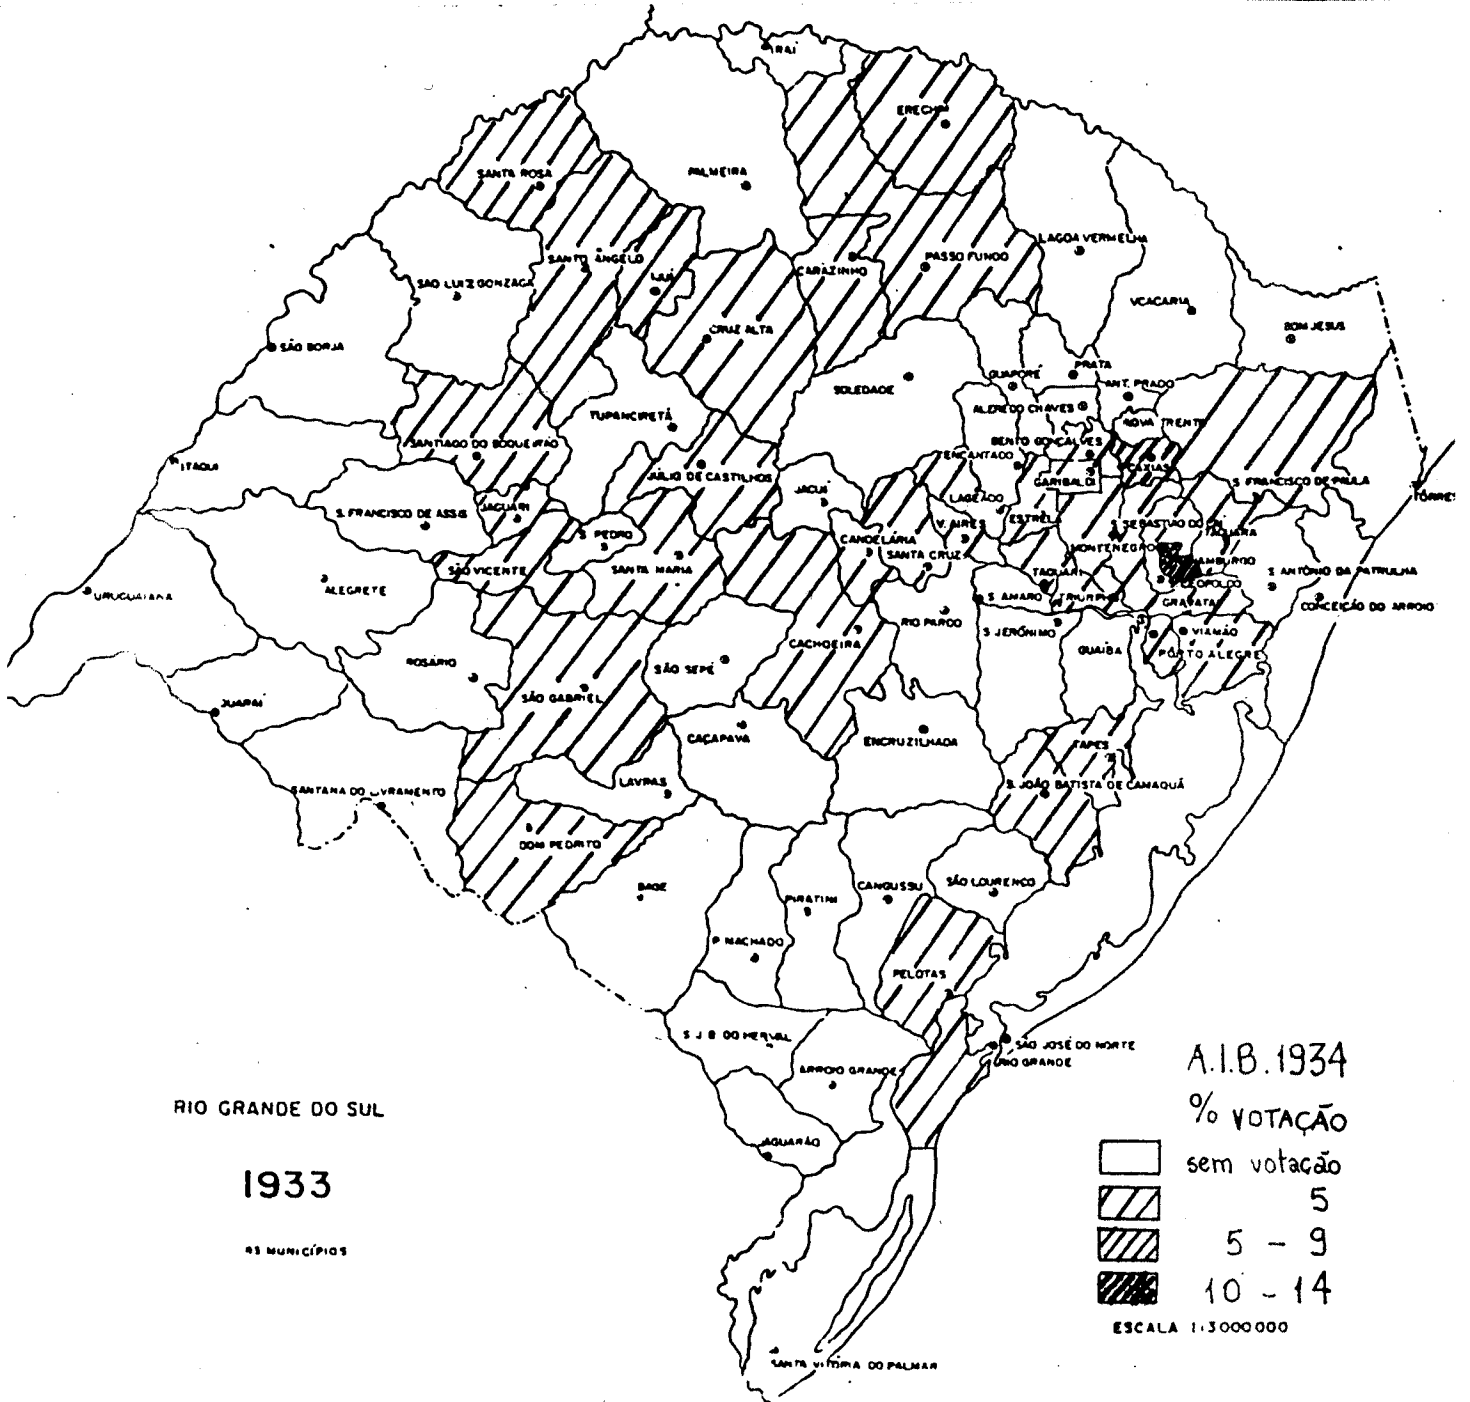 IRAÍ
ERECHIM
SANTA ROSA
PALMEIRA
LAGOA VERMELHA
SANTO ÂNGELO
PASSO FUNDO
CARAZINHO
IJUÍ
SÃO LUIZ GONZAGA
VCACARIA
CRUZ ALTA
BOM JESUS
SÃO BORJA
PRATA
GUAPORÉ
ANT. PRADO
SOLEDADE
ALFREDO CHAVES
TUPANCIRETÃ
NOVA TRENTO
SANTIAGO DO BOQUEIRÃO
BENTO GONÇALVES
ENCANTADO
ITAQUI
CAXIAS
JÚLIO DE CASTILHOS
GARIBALDI
S. FRANCISCO DE PAULA
JACUÍ
TÔRRES
LAGEADO
JAGUARI
S. FRANCISCO DE ASSIS
ESTRÊLA
V. AIRES
S. SEBASTIÃO DO CAÍ
TAQUARA
S. PEDRO
CANDELÁRIA
MONTENEGRO
SANTA CRUZ
HAMBURGO
SÃO VICENTE
SANTA MARIA
TAQUARI
S. LEOPOLDO
S ANTÔNIO DA PATRULHA
URUGUAIANA
ALEGRETE
S. AMARO
TRIUMPHO
GRAVATAÍ
CONCEIÇÃO DO ARROIO
RIO PARDO
S JERÔNIMO
VIAMÃO
CACHOEIRA
GUAÍBA
PÔRTO ALEGRE
ROSÁRIO
SÃO SEPÉ
SÃO GABRIEL
QUARAÍ
CAÇAPAVA
ENCRUZILHADA
TAPES
LAVRAS
S. JOÃO BATISTA DE CAMAQUÃ
SANTANA DO LIVRAMENTO
DOM PEDRITO
BAGÉ
CANGUSSU
SÃO LOURENCO
PIRATINI
P. MACHADO
PELOTAS
S J B DO HERVAL
SÃO JOSÉ DO NORTE
RIO GRANDE
ARROIO GRANDE
JAGUARÃO
SANTA VITÓRIA DO PALMAR
RIO GRANDE DO SUL
1933
MUNICÍPIOS
A.I.B. 1934
% VOTAÇÃO
sem votação
5
5 - 9
10 - 14
ESCALA 1:3000000